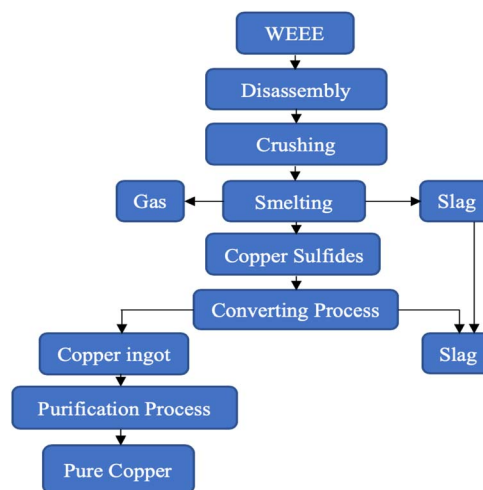 WEEE
Disassembly
Crushing
Gas
Smelting
Slag
Copper Sulfides
Converting Process
Copper ingot
Slag
Purification Process
Pure Copper